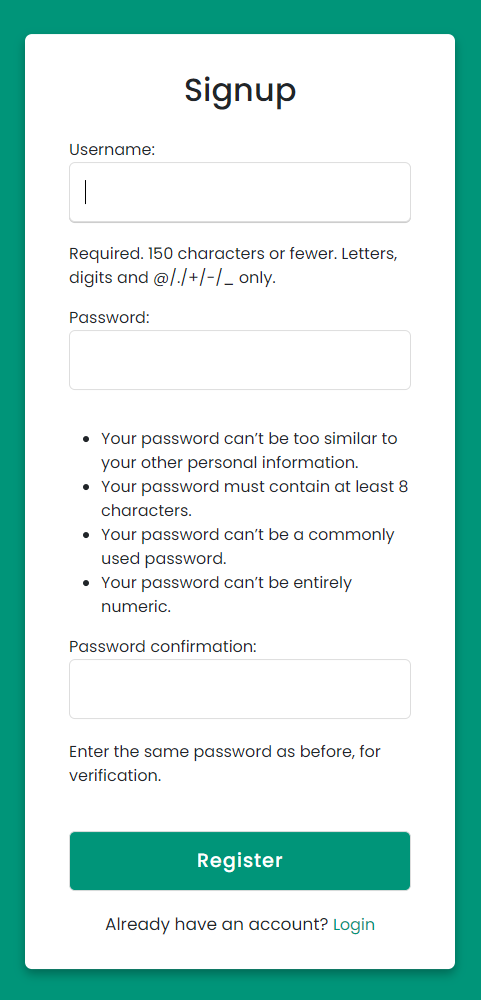 Signup
Username:
Required. 150 characters or fewer. Letters,
digits and @/./+/-/_ only.
Password:
Your password can’t be too similar to
your other personal information.
Your password must contain at least 8
characters.
Your password can’t be a commonly
used password.
Your password can’t be entirely
numeric.
Password confirmation:
Enter the same password as before, for
verification.
Register
Already have an account? Login